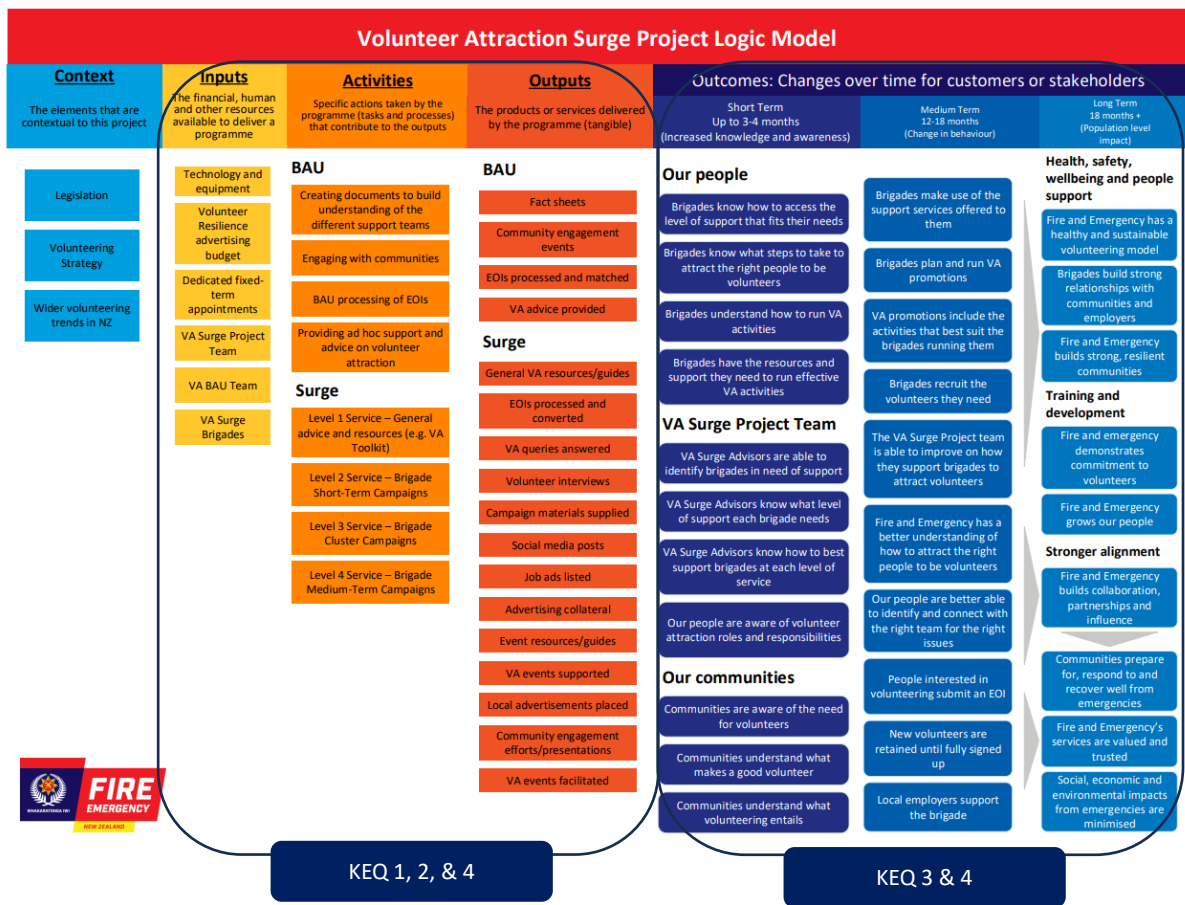 Volunteer Attraction Surge Project Logic Model
Context
The elements that are
contextual to this project
Legislation
Volunteering
Strategy
Wider volunteering
trends in NZ
Inputs
The financial, human
and other resources
available to deliver a
programme
Technology and
equipment
Volunteer
Resilience
advertising
budget
Dedicated fixed-
term
appointments
VA Surge Project
Team
VA BAU Team
VA Surge
Brigades
Activities
Specific actions taken by the
programme (tasks and processes)
that contribute to the outputs
BAU
Creating documents to build
understanding of the
different support teams
Engaging with communities
BAU processing of EOIs
Providing ad hoc support and
advice on volunteer
attraction
Surge
Level 1 Service – General
advice and resources (e.g. VA
Toolkit)
Level 2 Service – Brigade
Short-Term Campaigns
Level 3 Service – Brigade
Cluster Campaigns
Level 4 Service – Brigade
Medium-Term Campaigns
Outputs
The products or services delivered
by the programme (tangible)
BAU
Fact sheets
Community engagement
events
EOIs processed and matched
VA advice provided
Surge
General VA resources/guides
EOIs processed and
converted
VA queries answered
Volunteer interviews
Campaign materials supplied
Social media posts
Job ads listed
Advertising collateral
Event resources/guides
VA events supported
Local advertisements placed
Community engagement
efforts/presentations
VA events facilitated
Outcomes: Changes over time for customers or stakeholders
Short Term
Up to 3-4 months
(Increased knowledge and awareness)
Our people
Brigades know how to access the
level of support that fits their needs
Brigades know what steps to take to
attract the right people to be
volunteers
Brigades understand how to run VA
activities
Brigades have the resources and
support they need to run effective
VA activities
VA Surge Project Team
VA Surge Advisors are able to
identify brigades in need of support
VA Surge Advisors know what level
of support each brigade needs
VA Surge Advisors know how to best
support brigades at each level of
service
Our people are aware of volunteer
attraction roles and responsibilities
Our communities
Communities are aware of the need
for volunteers
Communities understand what
makes a good volunteer
Communities understand what
volunteering entails
Medium Term
12-18 months
(Change in behaviour)
Brigades make use of the
support services offered to
them
Brigades plan and run VA
promotions
VA promotions include the
activities that best suit the
brigades running them
Brigades recruit the
volunteers they need
The VA Surge Project team
is able to improve on how
they support brigades to
attract volunteers
Fire and Emergency has a
better understanding of
how to attract the right
people to be volunteers
Our people are better able
to identify and connect with
the right team for the right
issues
People interested in
volunteering submit an EOI
New volunteers are
retained until fully signed
up
Local employers support
the brigade
Long Term
18 months +
(Population level
impact)
Health, safety,
wellbeing and people
support
Fire and Emergency has a
healthy and sustainable
volunteering model
Brigades build strong
relationships with
communities and
employers
Fire and Emergency
builds strong, resilient
communities
Training and
development
Fire and emergency
demonstrates
commitment to
volunteers
Fire and Emergency
grows our people
Stronger alignment
Fire and Emergency
builds collaboration,
partnerships and
influence
Communities prepare
for, respond to and
recover well from
emergencies
Fire and Emergency’s
services are valued and
trusted
Social, economic and
environmental impacts
from emergencies are
minimised
WHAKARATONGA IWI
FIRE
EMERGENCY
NEW ZEALAND
KEQ 1, 2, & 4
KEQ 3 & 4